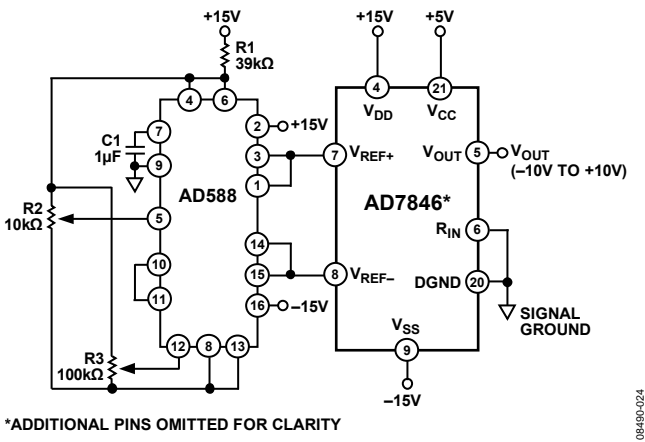 +15V
+15V
+5V
R1
39kΩ
4
6
4
21
VDD
VCC
C1
1µF
7
9
2
+15V
3
1
7
VREF+
VOUT
5
VOUT
(–10V TO +10V)
AD588
AD7846*
R2
10kΩ
5
RIN
6
14
10
15
8
VREF–
DGND
20
11
16
–15V
SIGNAL
GROUND
VSS
9
12
8
13
R3
100kΩ
–15V
*ADDITIONAL PINS OMITTED FOR CLARITY
08490-024